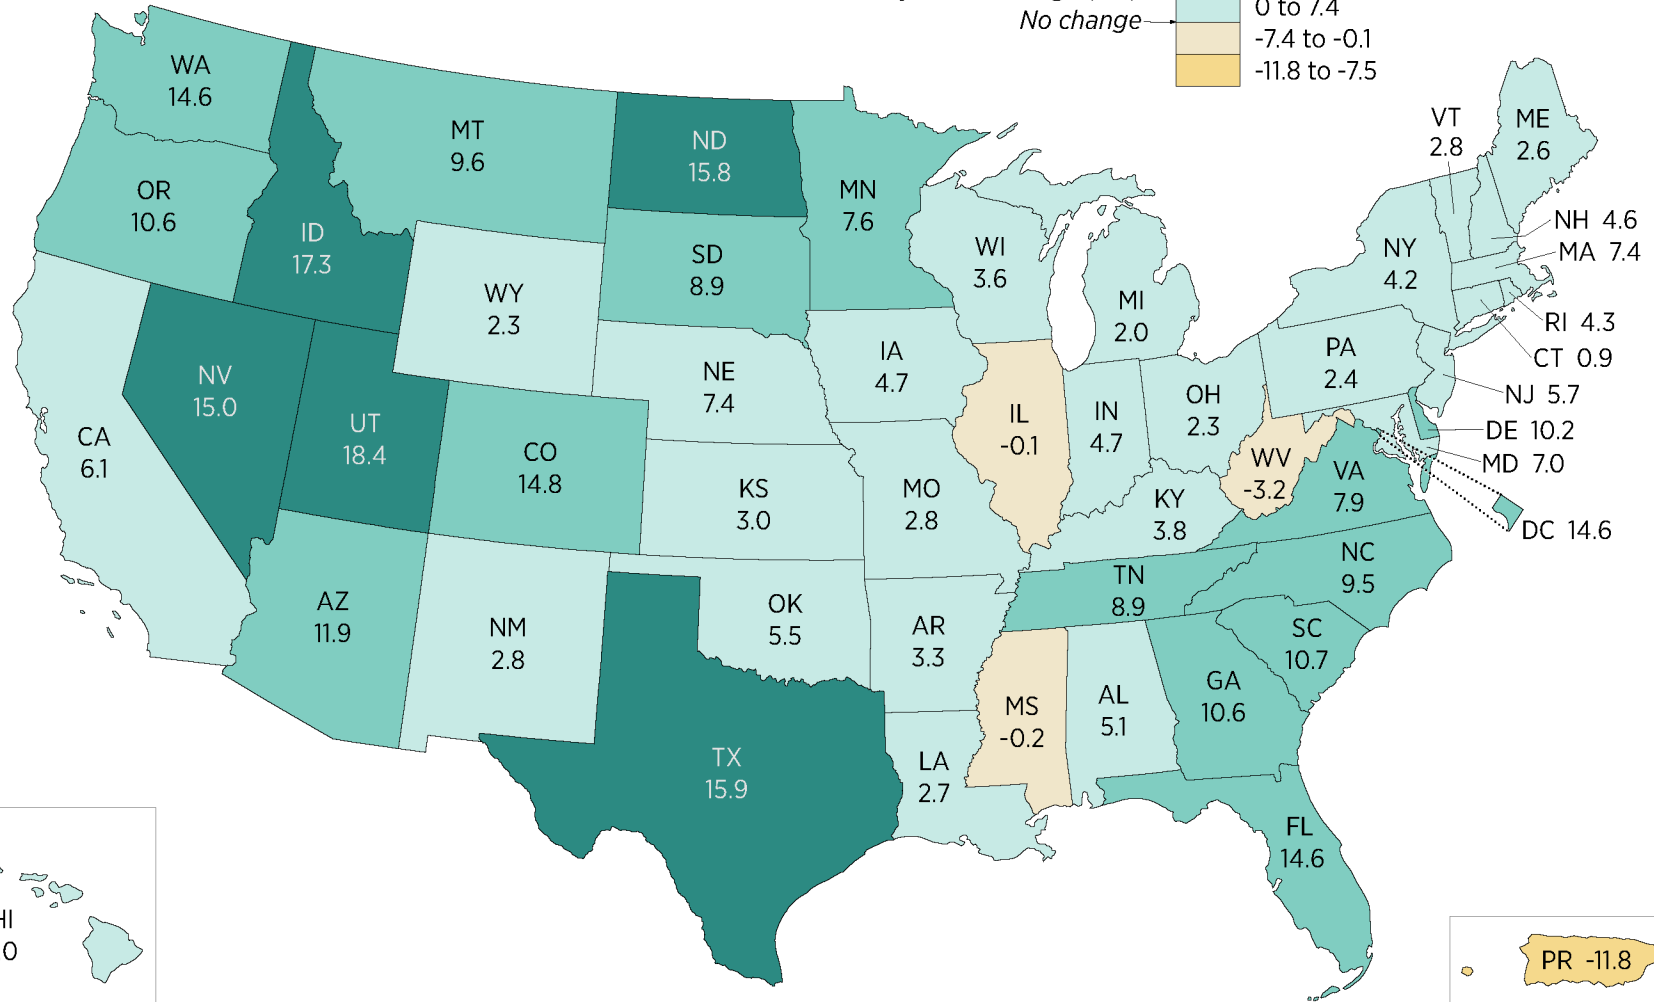 0 to 7.4
No change
-7.4 to -0.1
-11.8 to -7.5
WA
14.6
MT
9.6
ND
15.8
MN
7.6
VT
2.8
ME
2.6
OR
10.6
ID
17.3
SD
8.9
WI
3.6
NY
4.2
NH 4.6
MA 7.4
WY
2.3
MI
2.0
RI 4.3
CT 0.9
NJ 5.7
NV
15.0
NE
7.4
IA
4.7
PA
2.4
DE 10.2
MD 7.0
CA
6.1
UT
18.4
CO
14.8
IL
-0.1
IN
4.7
OH
2.3
WV
-3.2
VA
7.9
DC 14.6
KS
3.0
MO
2.8
KY
3.8
NC
9.5
AZ
11.9
NM
2.8
OK
5.5
AR
3.3
TN
8.9
SC
10.7
TX
15.9
LA
2.7
MS
-0.2
AL
5.1
GA
10.6
FL
14.6
HI
0
PR -11.8